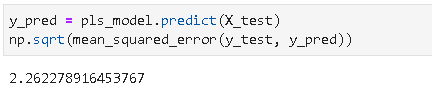 y_pred = pls_model.predict(X_test)
np.sqrt(mean_squared_error(y_test, y_pred))
2.262278916453767